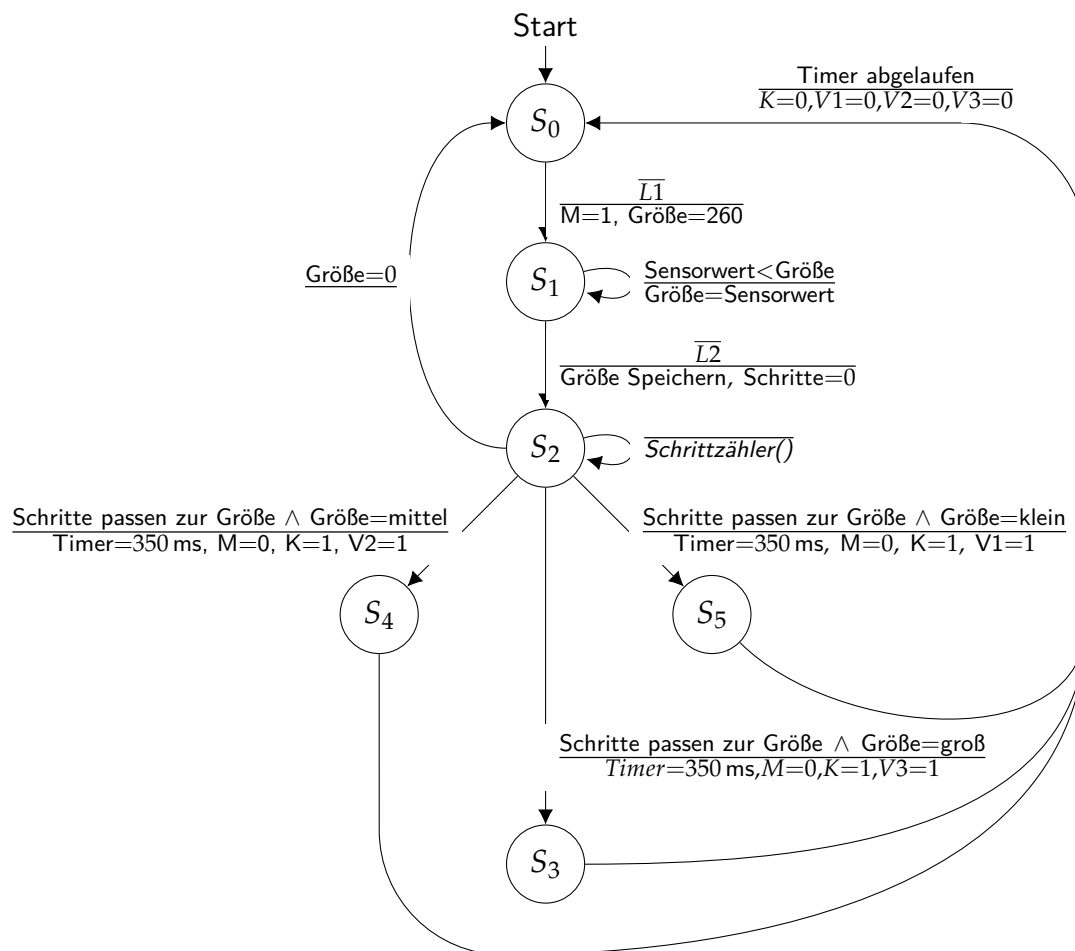 Start
Timer abgelaufen
K=0,V1=0,V2=0,V3=0
S0
L1
M=1, Größe=260
Größe=0
S1
Sensorwert<Größe
Größe=Sensorwert
L2
Größe Speichern, Schritte=0
S2
Schrittzähler()
Schritte passen zur Größe ∧ Größe=mittel
Timer=350 ms, M=0, K=1, V2=1
Schritte passen zur Größe ∧ Größe=klein
Timer=350 ms, M=0, K=1, V1=1
S4
S5
Schritte passen zur Größe ∧ Größe=groß
Timer=350 ms,M=0,K=1,V3=1
S3